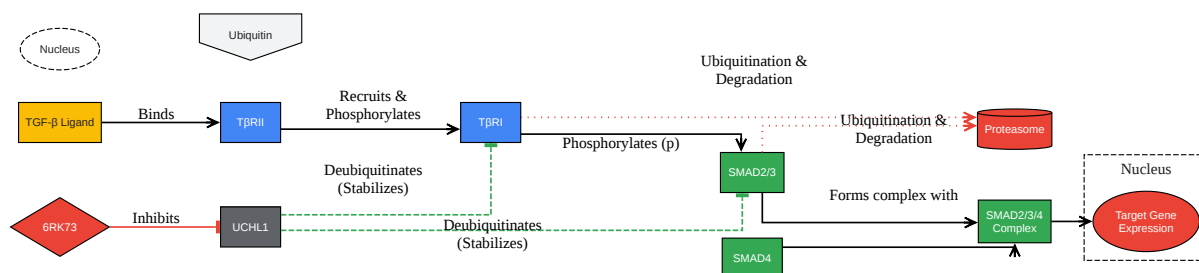 Ubiquitin
Nucleus
Ubiquitination &
Degradation
TGF-β Ligand
Binds
TβRII
Recruits &
Phosphorylates
TβRI
Phosphorylates (p)
Ubiquitination &
Degradation
Proteasome
SMAD2/3
Deubiquitinates
(Stabilizes)
Nucleus
6RK73
Inhibits
UCHL1
Deubiquitinates
(Stabilizes)
Forms complex with
SMAD2/3/4
Complex
Target Gene
Expression
SMAD4